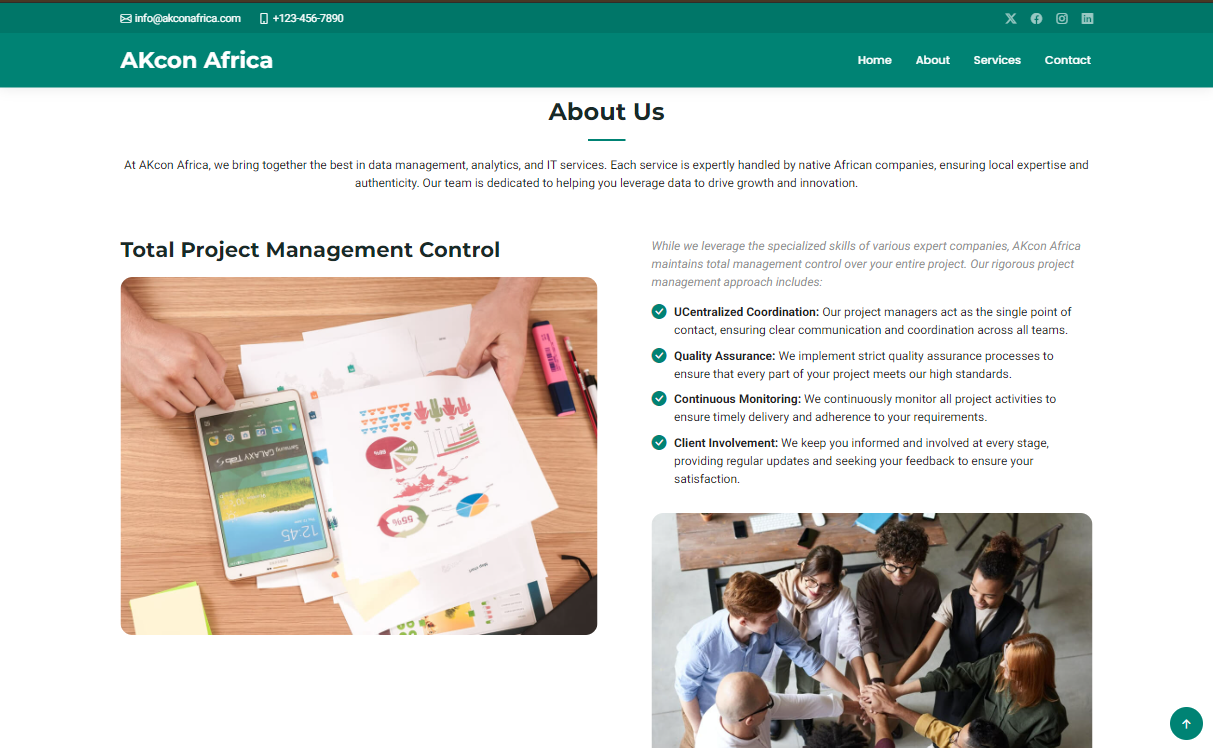 info@akconafrica.com +123-456-7890
AKcon Africa
Home About Services Contact
About Us
At AKcon Africa, we bring together the best in data management, analytics, and IT services. Each service is expertly handled by native African companies, ensuring local expertise and
authenticity. Our team is dedicated to helping you leverage data to drive growth and innovation.
Total Project Management Control
SAMSUNG GALAXY Tab S
12:45
80%
14%
55%
While we leverage the specialized skills of various expert companies, AKcon Africa
maintains total management control over your entire project. Our rigorous project
management approach includes:
UCentralized Coordination: Our project managers act as the single point of
contact, ensuring clear communication and coordination across all teams.
Quality Assurance: We implement strict quality assurance processes to
ensure that every part of your project meets our high standards.
Continuous Monitoring: We continuously monitor all project activities to
ensure timely delivery and adherence to your requirements.
Client Involvement: We keep you informed and involved at every stage,
providing regular updates and seeking your feedback to ensure your
satisfaction.